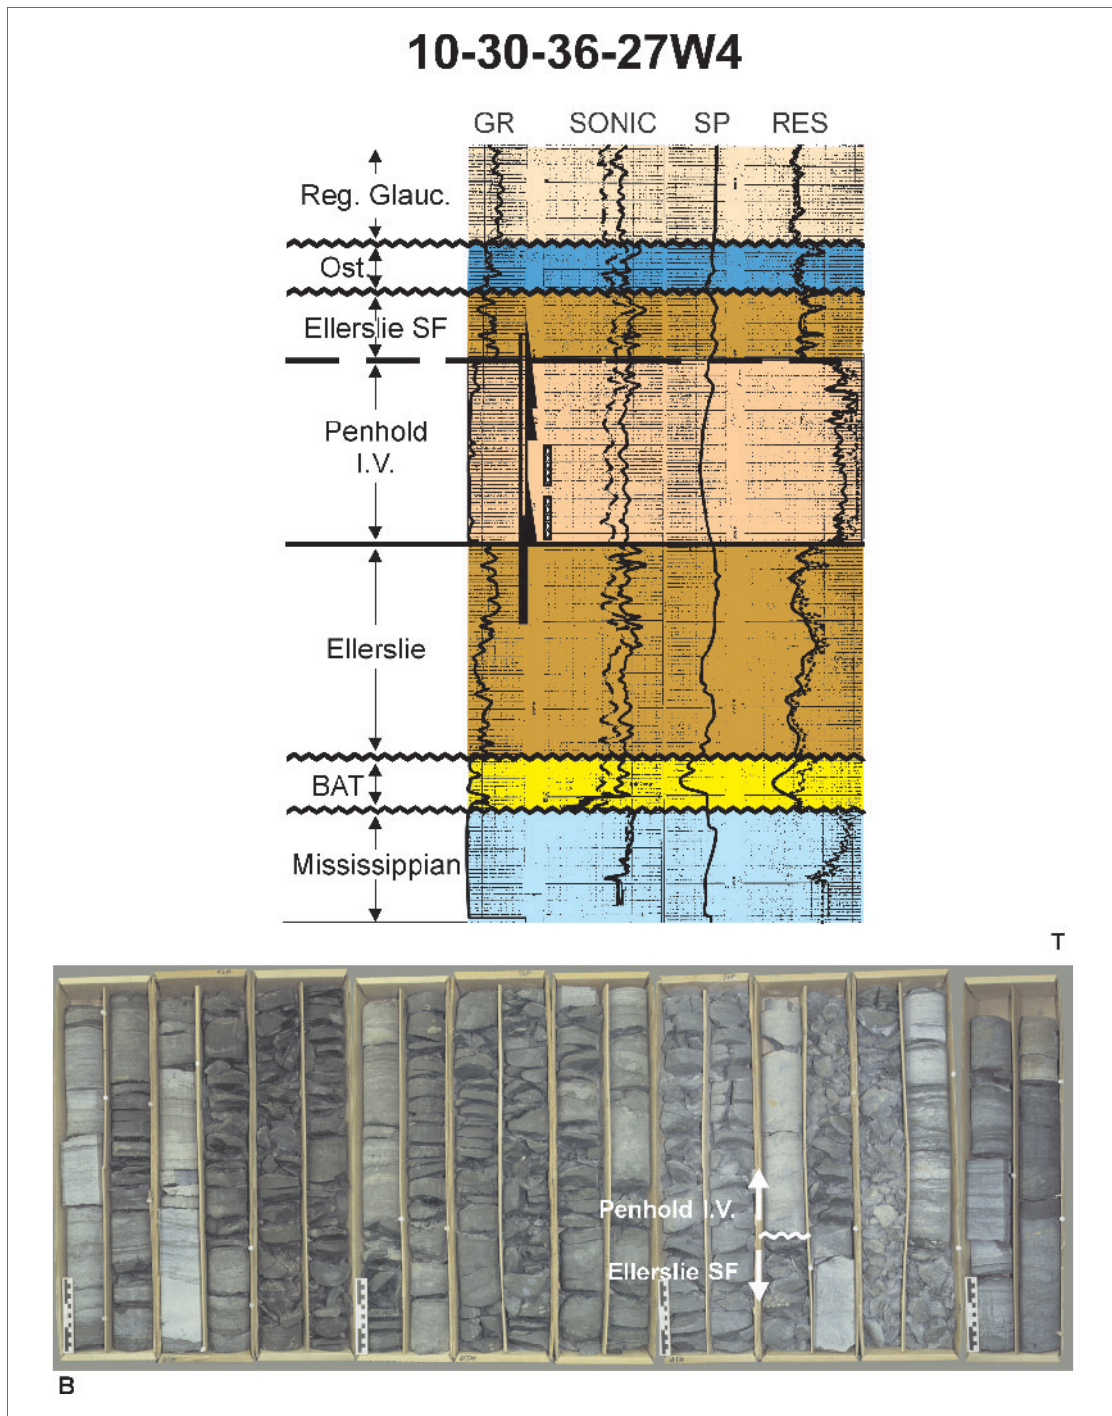 10-30-36-27W4
GR SONIC SP RES
Reg. Glauc.
Ost
Ellerslie SF
Penhold
I.V.
Ellerslie
BAT
Mississippian
T
Penhold I.V.
Ellerslie SF
B